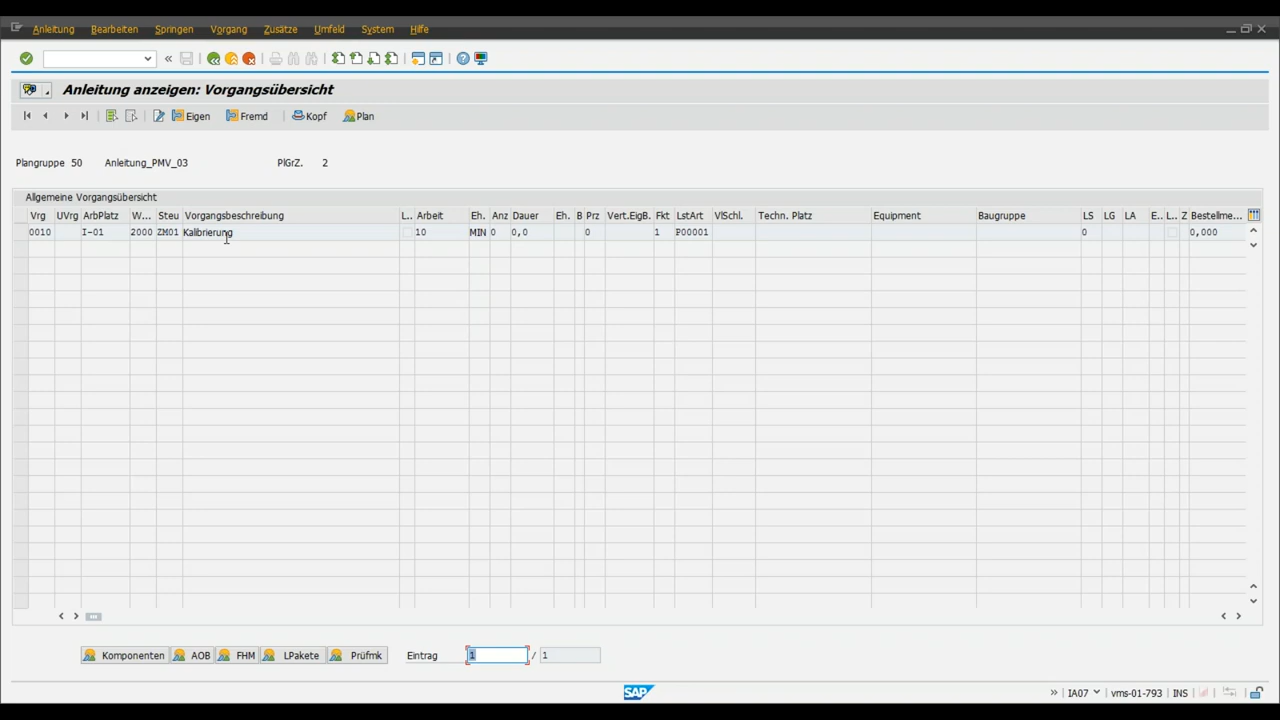 Anleitung Bearbeiten Springen Vorgang Zusätze Umfeld System Hilfe
Anleitung anzeigen: Vorgangsübersicht
Eigen Fremd Kopf Plan
Plangruppe 50 Anleitung_PMV_03 PlGrZ. 2
Allgemeine Vorgangsübersicht
Vrg UVrg ArbPlatz W... Steu Vorgangsbeschreibung L.. Arbeit Eh. Anz Dauer Eh. B Prz Vert.EigB. Fkt LstArt VlSchl. Techn. Platz Equipment Baugruppe LS LG LA E.. L.. Z Bestellme...
0010 I-01 2000 ZM01 Kalibrierung 10 MIN 0 0,0 0 1 P00001 0 0,000
Komponenten AOB FHM LPakete Prüfmk Eintrag 1 / 1
SAP IA07 vms-01-793 INS